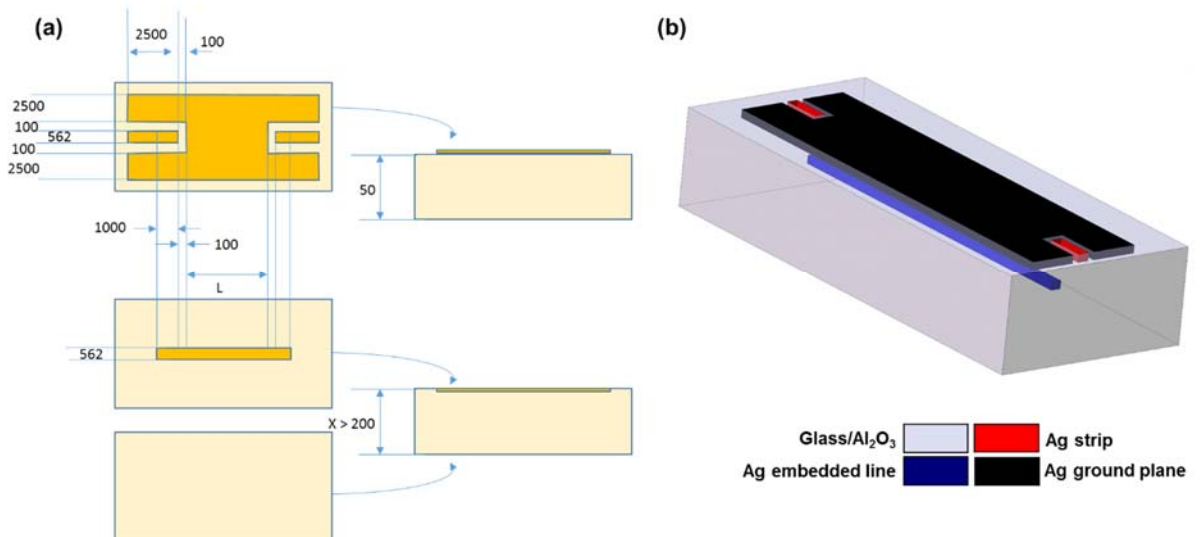 (a)
2500
100
2500
100
562
100
2500
50
1000
100
L
562
X > 200
(b)
Glass/Al₂O₃
Ag strip
Ag embedded line
Ag ground plane